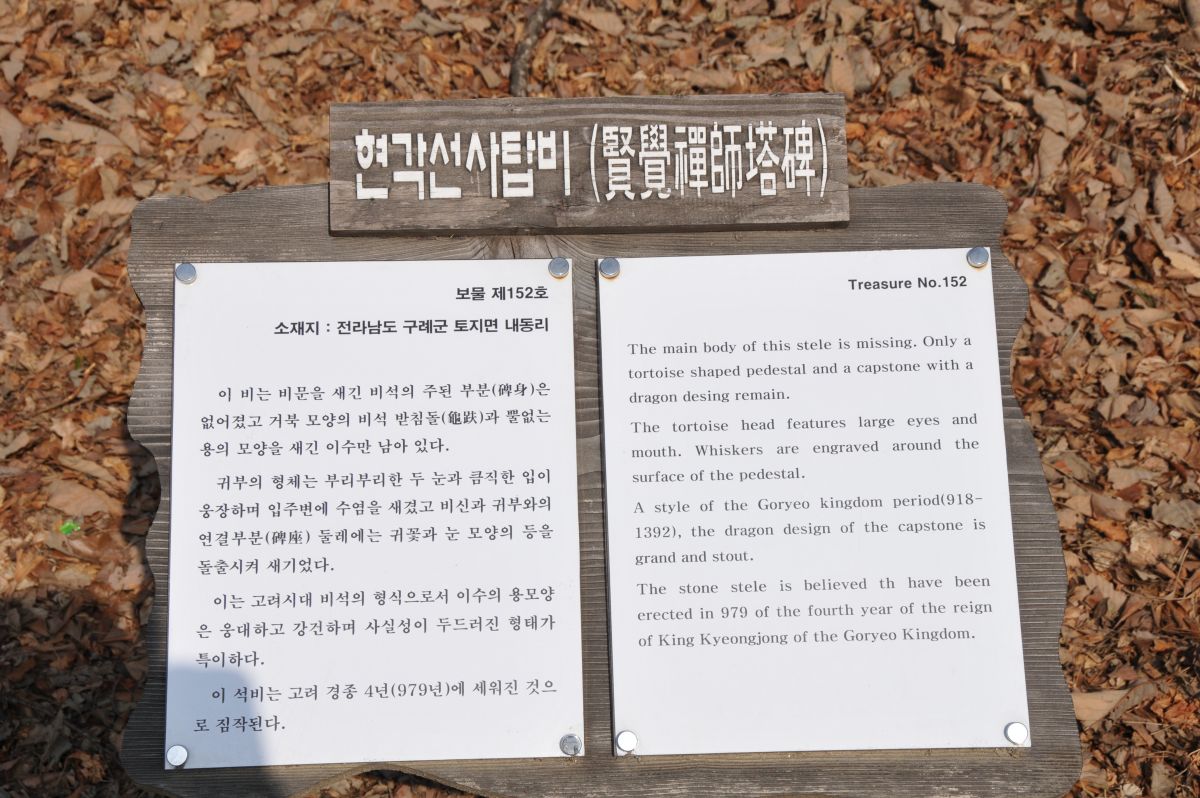 현각선사탑비 (賢覺禪師塔碑)
보물 제152호
소재지 : 전라남도 구례군 토지면 내동리
이 비는 비문을 새긴 비석의 주된 부분(碑身)은
없어졌고 거북 모양의 비석 받침돌(龜趺)과 뿔없는
용의 모양을 새긴 이수만 남아 있다.
귀부의 형체는 부리부리한 두 눈과 큼직한 입이
웅장하며 입주변에 수염을 새겼고 비신과 귀부와의
연결부분(碑座) 둘레에는 귀꽃과 눈 모양의 등을
돌출시켜 새기었다.
이는 고려시대 비석의 형식으로서 이수의 용모양
은 웅대하고 강건하며 사실성이 두드러진 형태가
특이하다.
이 석비는 고려 경종 4년(979년)에 세워진 것으
로 짐작된다.
Treasure No.152
The main body of this stele is missing. Only a
tortoise shaped pedestal and a capstone with a
dragon desing remain.
The tortoise head features large eyes and
mouth. Whiskers are engraved around the
surface of the pedestal.
A style of the Goryeo kingdom period(918-
1392), the dragon design of the capstone is
grand and stout.
The stone stele is believed th have been
erected in 979 of the fourth year of the reign
of King Kyeongjong of the Goryeo Kingdom.